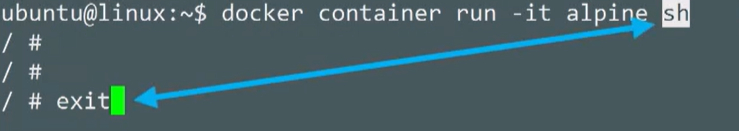 ubuntu@linux:~$ docker container run -it alpine sh
/ #
/ #
/ # exit